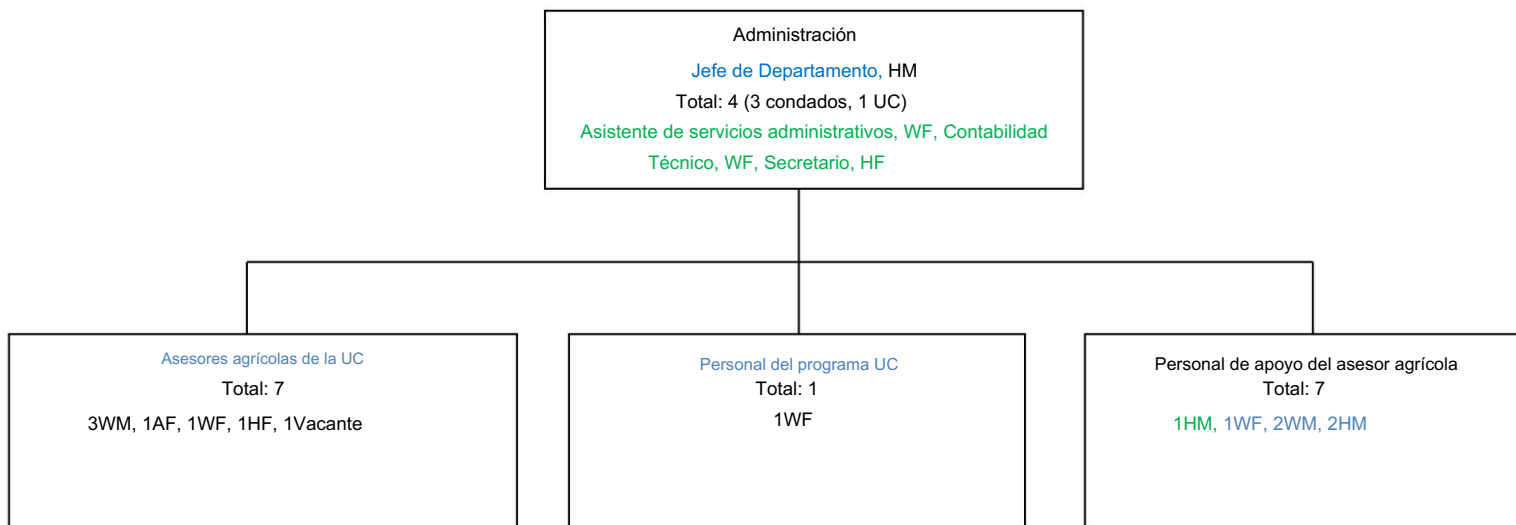 Administración
Jefe de Departamento, HM
Total: 4 (3 condados, 1 UC)
Asistente de servicios administrativos, WF, Contabilidad
Técnico, WF, Secretario, HF
Asesores agrícolas de la UC
Total: 7
3WM, 1AF, 1WF, 1HF, 1Vacante
Personal del programa UC
Total: 1
1WF
Personal de apoyo del asesor agrícola
Total: 7
1HM, 1WF, 2WM, 2HM